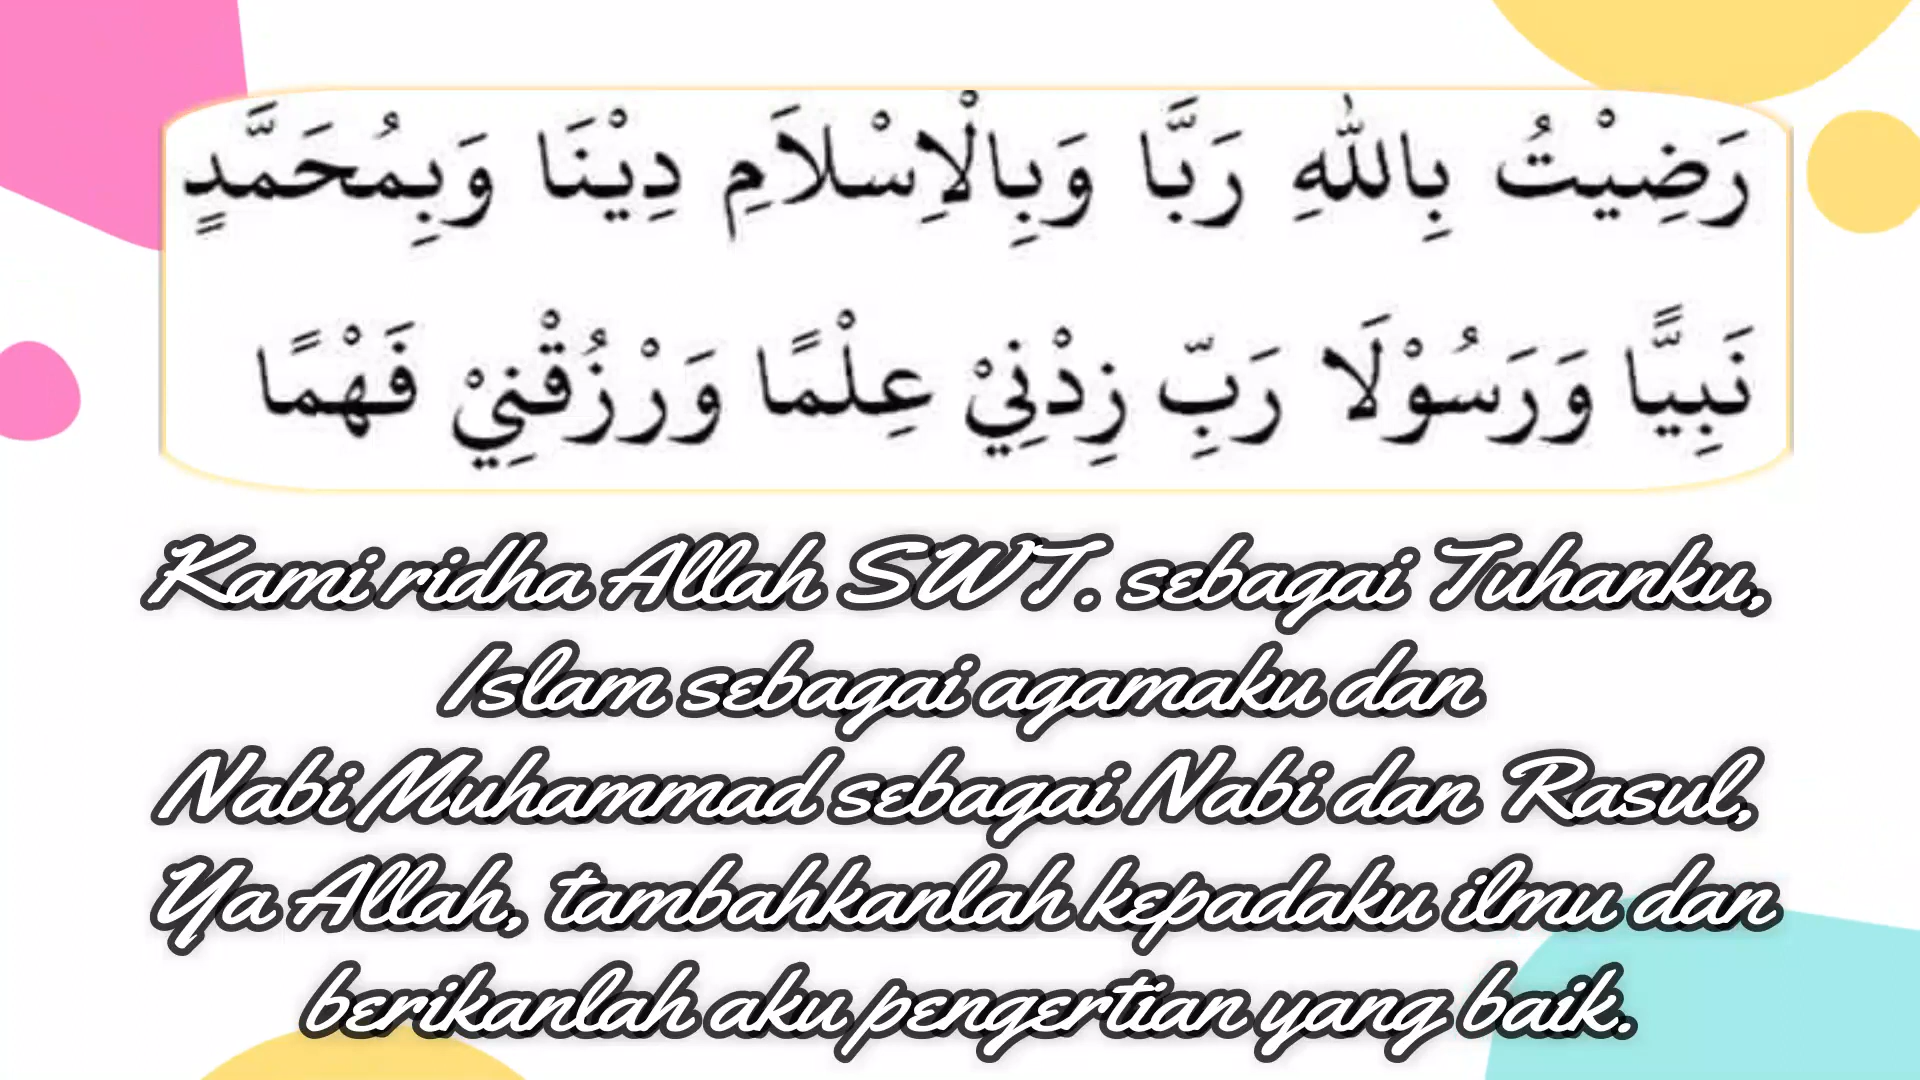 رَضِيْتُ بِاللهِ رَبَّا وَبِالْاِسْلاَمِ دِيْنَا وَبِمُحَمَّدٍ
نَبِيًّا وَرَسُوْلَا رَبِّ زِدْنِيْ عِلْمًا وَرْزُقْنِيْ فَهْمًا
Kami ridha Allah SWT. sebagai Tuhanku,
Islam sebagai agamaku dan
Nabi Muhammad sebagai Nabi dan Rasul,
Ya Allah, tambahkanlah kepadaku ilmu dan
berikanlah aku pengertian yang baik.